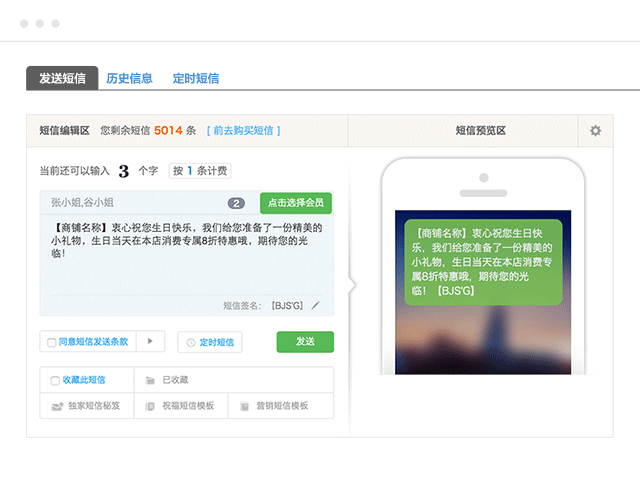 发送短信 历史信息 定时短信
短信编辑区 您剩余短信 5014 条 [ 前去购买短信 ] 短信预览区
当前还可以输入 3 个字 按 1 条计费
张小姐,谷小姐 2 点击选择会员
【商铺名称】衷心祝您生日快乐，我们给您准备了一份精美的
小礼物，生日当天在本店消费专属8折特惠哦，期待您的光
临！
短信签名： 【BJS'G】
同意短信发送条款 定时短信 发送
收藏此短信 已收藏
独家短信秘笈 祝福短信模板 营销短信模板
【商铺名称】衷心祝您生日快
乐，我们给您准备了一份精美的
小礼物，生日当天在本店消费专
属8折特惠哦，期待您的光
临！【BJS'G】